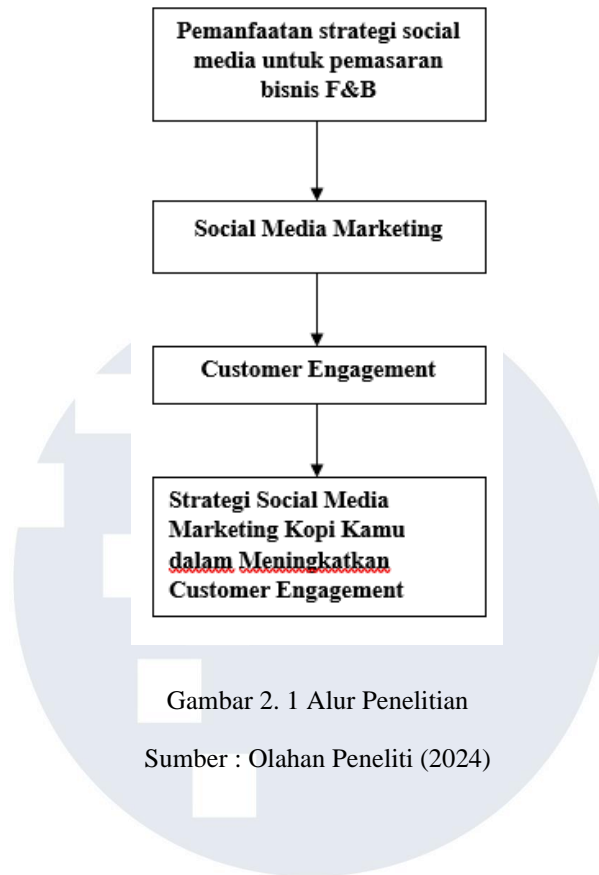 Pemanfaatan strategi social
media untuk pemasaran
bisnis F&B
Social Media Marketing
Customer Engagement
Strategi Social Media
Marketing Kopi Kamu
dalam Meningkatkan
Customer Engagement
Gambar 2. 1 Alur Penelitian
Sumber : Olahan Peneliti (2024)